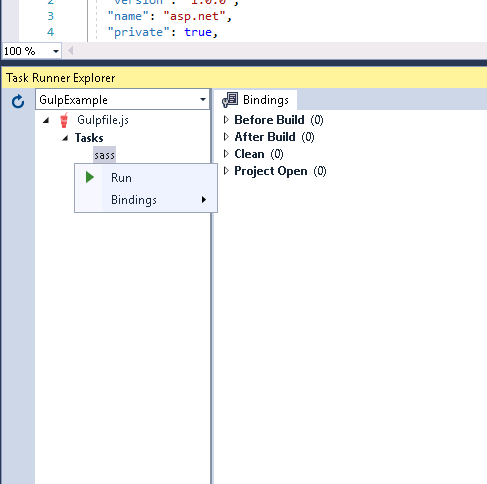 2 "version": "1.0.0",
3 "name": "asp.net",
4 "private": true,
100 %
Task Runner Explorer
GulpExample
Gulpfile.js
Tasks
sass
Run
Bindings
Bindings
Before Build (0)
After Build (0)
Clean (0)
Project Open (0)